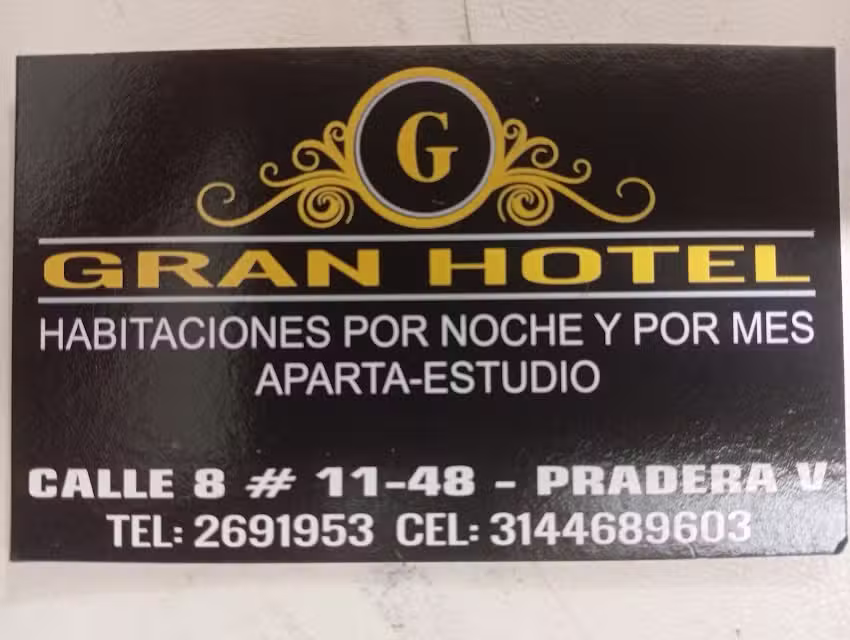 G
GRAN HOTEL
HABITACIONES POR NOCHE Y POR MES
APARTA-ESTUDIO
CALLE 8 # 11-48 - PRADERA V
TEL: 2691953 CEL: 3144689603